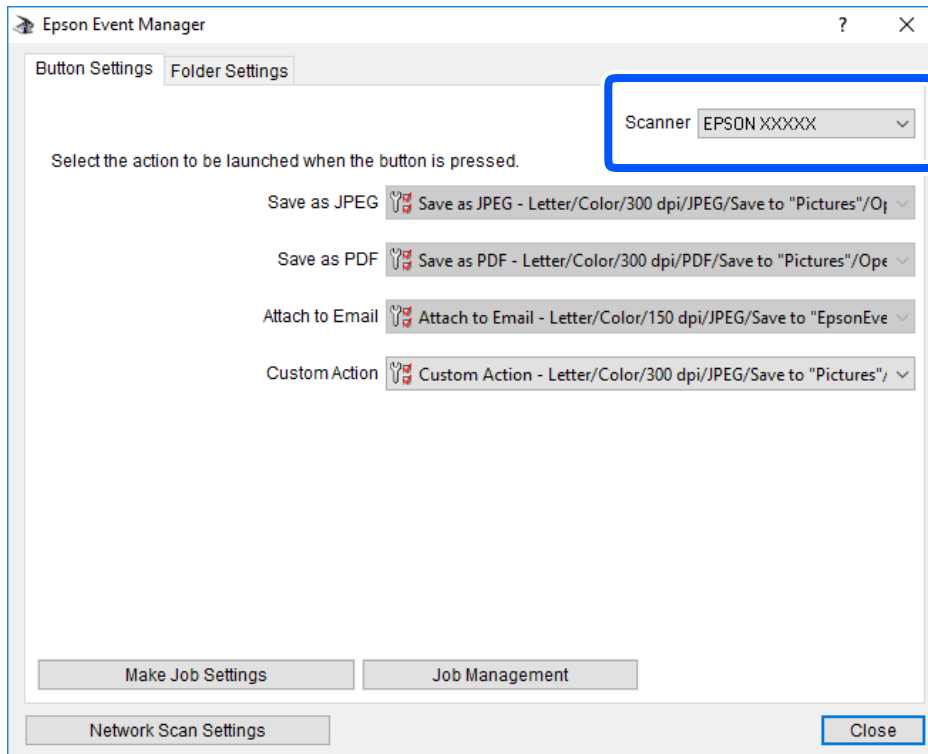 Epson Event Manager
Button Settings
Folder Settings
Scanner EPSON XXXXX
Select the action to be launched when the button is pressed.
Save as JPEG Save as JPEG - Letter/Color/300 dpi/JPEG/Save to "Pictures"/Op
Save as PDF Save as PDF - Letter/Color/300 dpi/PDF/Save to "Pictures"/Ope
Attach to Email Attach to Email - Letter/Color/150 dpi/JPEG/Save to "EpsonEve
Custom Action Custom Action - Letter/Color/300 dpi/JPEG/Save to "Pictures"/
Make Job Settings
Job Management
Network Scan Settings
Close